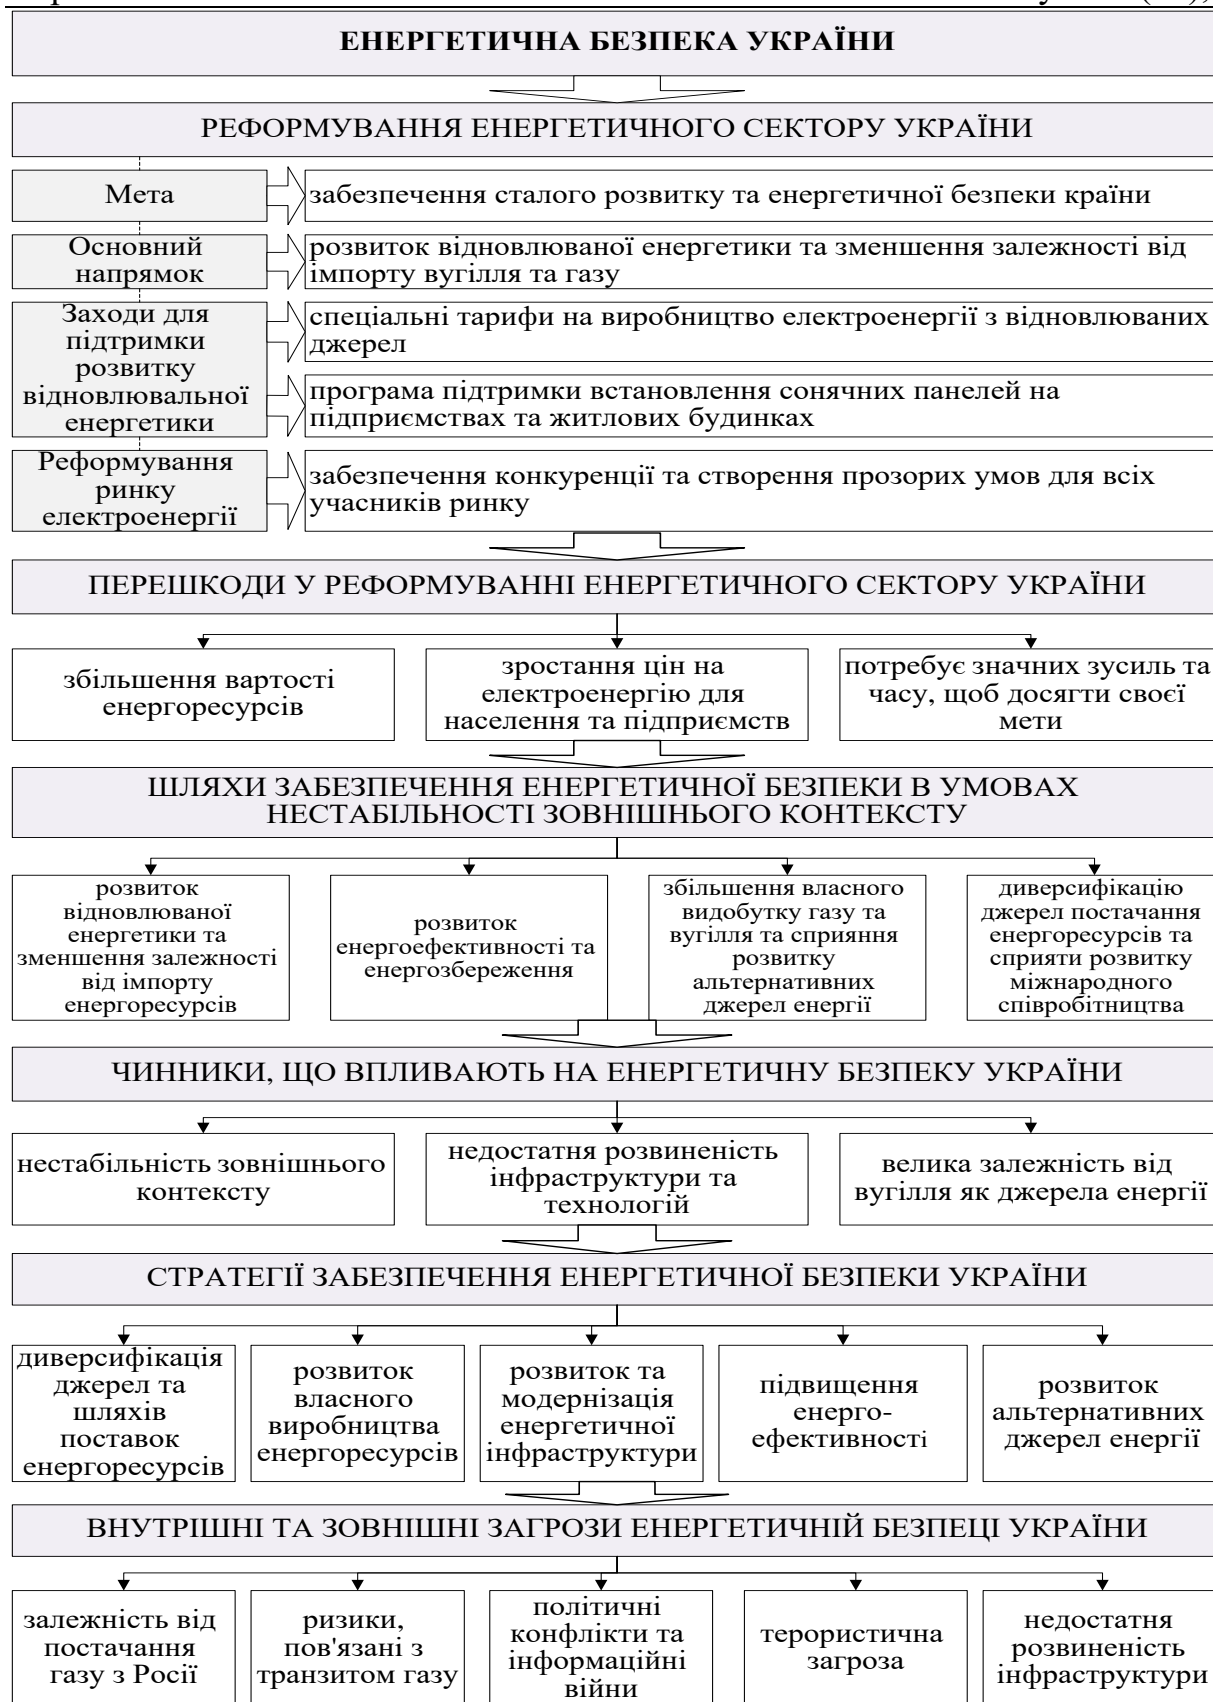 ЕНЕРГЕТИЧНА БЕЗПЕКА УКРАЇНИ
РЕФОРМУВАННЯ ЕНЕРГЕТИЧНОГО СЕКТОРУ УКРАЇНИ
Мета
забезпечення сталого розвитку та енергетичної безпеки країни
Основний
напрямок
розвиток відновлюваної енергетики та зменшення залежності від
імпорту вугілля та газу
Заходи для
підтримки
розвитку
відновлювальної
енергетики
спеціальні тарифи на виробництво електроенергії з відновлюваних
джерел
програма підтримки встановлення сонячних панелей на
підприємствах та житлових будинках
Реформування
ринку
електроенергії
забезпечення конкуренції та створення прозорих умов для всіх
учасників ринку
ПЕРЕШКОДИ У РЕФОРМУВАННІ ЕНЕРГЕТИЧНОГО СЕКТОРУ УКРАЇНИ
збільшення вартості
енергоресурсів
зростання цін на
електроенергію для
населення та підприємств
потребує значних зусиль та
часу, щоб досягти своєї
мети
ШЛЯХИ ЗАБЕЗПЕЧЕННЯ ЕНЕРГЕТИЧНОЇ БЕЗПЕКИ В УМОВАХ
НЕСТАБІЛЬНОСТІ ЗОВНІШНЬОГО КОНТЕКСТУ
розвиток
відновлюваної
енергетики та
зменшення залежності
від імпорту
енергоресурсів
розвиток
енергоефективності та
енергозбереження
збільшення власного
видобутку газу та
вугілля та сприяння
розвитку
альтернативних
джерел енергії
диверсифікацію
джерел постачання
енергоресурсів та
сприяти розвитку
міжнародного
співробітництва
ЧИННИКИ, ЩО ВПЛИВАЮТЬ НА ЕНЕРГЕТИЧНУ БЕЗПЕКУ УКРАЇНИ
нестабільність зовнішнього
контексту
недостатня розвиненість
інфраструктури та
технологій
велика залежність від
вугілля як джерела енергії
СТРАТЕГІЇ ЗАБЕЗПЕЧЕННЯ ЕНЕРГЕТИЧНОЇ БЕЗПЕКИ УКРАЇНИ
диверсифікація
джерел та
шляхів
поставок
енергоресурсів
розвиток
власного
виробництва
енергоресурсів
розвиток та
модернізація
енергетичної
інфраструктури
підвищення
енерго-
ефективності
розвиток
альтернативних
джерел енергії
ВНУТРІШНІ ТА ЗОВНІШНІ ЗАГРОЗИ ЕНЕРГЕТИЧНІЙ БЕЗПЕЦІ УКРАЇНИ
залежність від
постачання
газу з Росії
ризики,
пов'язані з
транзитом газу
політичні
конфлікти та
інформаційні
війни
терористична
загроза
недостатня
розвиненість
інфраструктури